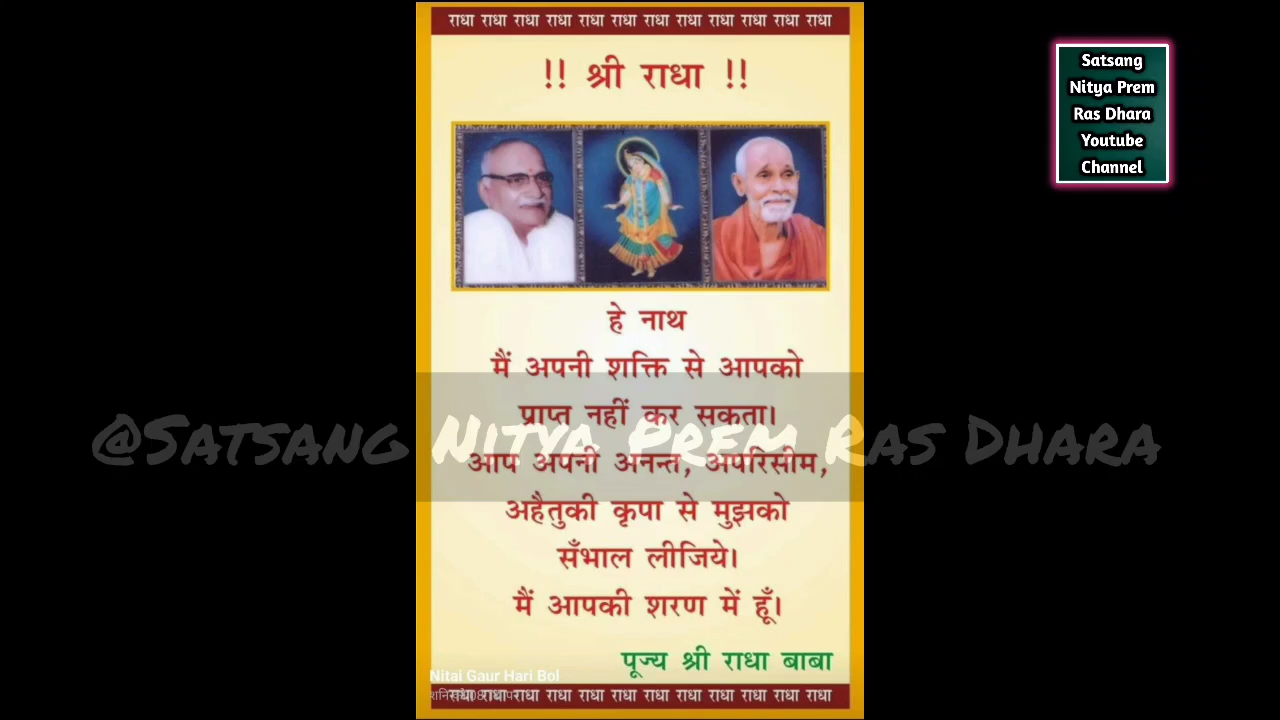 राधा राधा राधा राधा राधा राधा राधा राधा राधा राधा राधा राधा
!! श्री राधा !!
हे नाथ
मैं अपनी शक्ति से आपको
प्राप्त नहीं कर सकता।
आप अपनी अनन्त, अपरिसीम,
अहैतुकी कृपा से मुझको
सँभाल लीजिये।
मैं आपकी शरण में हूँ।
पूज्य श्री राधा बाबा
Nitai Gaur Hari Bol
राधा राधा राधा राधा राधा राधा राधा राधा राधा राधा राधा राधा
@Satsang Nitya Prem Ras Dhara
Satsang
Nitya Prem
Ras Dhara
Youtube
Channel